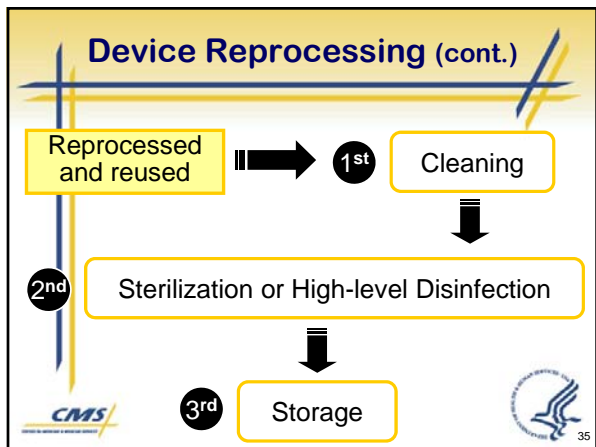 Device Reprocessing (cont.)
Reprocessed
and reused
1st
Cleaning
2nd
Sterilization or High-level Disinfection
3rd
Storage
CMS
35